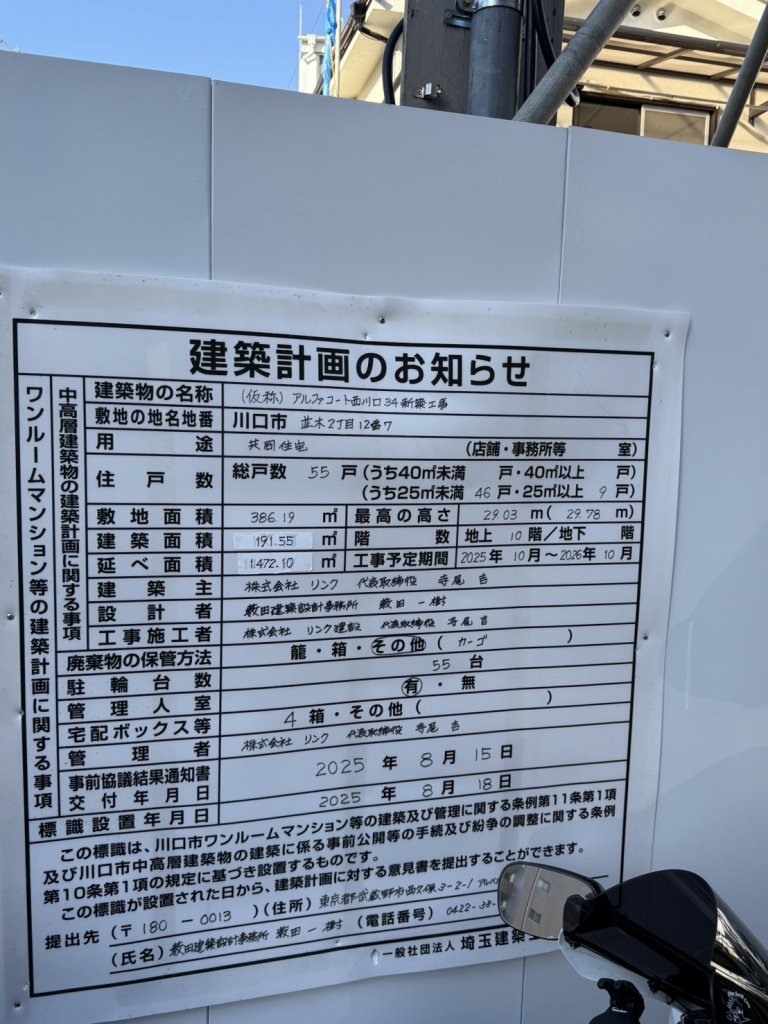 建築計画のお知らせ
ワンルームマンション等の建築計画に関する事項
中高層建築物の建築計画に関する事項
建築物の名称 (仮称) アルファコート西川口34新築工事
敷地の地名地番 川口市 並木2丁目12番7
用途 共同住宅 (店舗・事務所等 室)
住戸数 総戸数 55 戸(うち40㎡未満 戸・40㎡以上 戸)
(うち25㎡未満 46 戸・25㎡以上 9 戸)
敷地面積 386.19 ㎡ 最高の高さ 29.03 m( 29.78 m)
建築面積 191.55 ㎡ 階数 地上 10 階/地下 階
延べ面積 1,472.10 ㎡ 工事予定期間 2025年 10月~2026年 10月
建築主 株式会社 リンク 代表取締役 寺尾 吉
設計者 薮田建築設計事務所 薮田 一樹
工事施工者 株式会社 リンク建設 代表取締役 寺尾 吉
廃棄物の保管方法 籠・箱・その他( カーゴ )
駐輪台数 55 台
管理人室 有・無
宅配ボックス等 4 箱・その他( )
管理者 株式会社 リンク 代表取締役 寺尾 吉
事前協議結果通知書
交付年月日 2025 年 8 月 15 日
標識設置年月日 2025 年 8 月 18 日
この標識は、川口市ワンルームマンション等の建築及び管理に関する条例第11条第1項
及び川口市中高層建築物の建築に係る事前公開等の手続及び紛争の調整に関する条例
第10条第1項の規定に基づき設置するものです。
この標識が設置された日から、建築計画に対する意見書を提出することができます。
提出先 (〒 180 - 0013 )(住所) 東京都武蔵野市西久保3-2-1
(氏名) 薮田建築設計事務所 薮田 一樹 (電話番号) 0422-38-
一般社団法人 埼玉建築